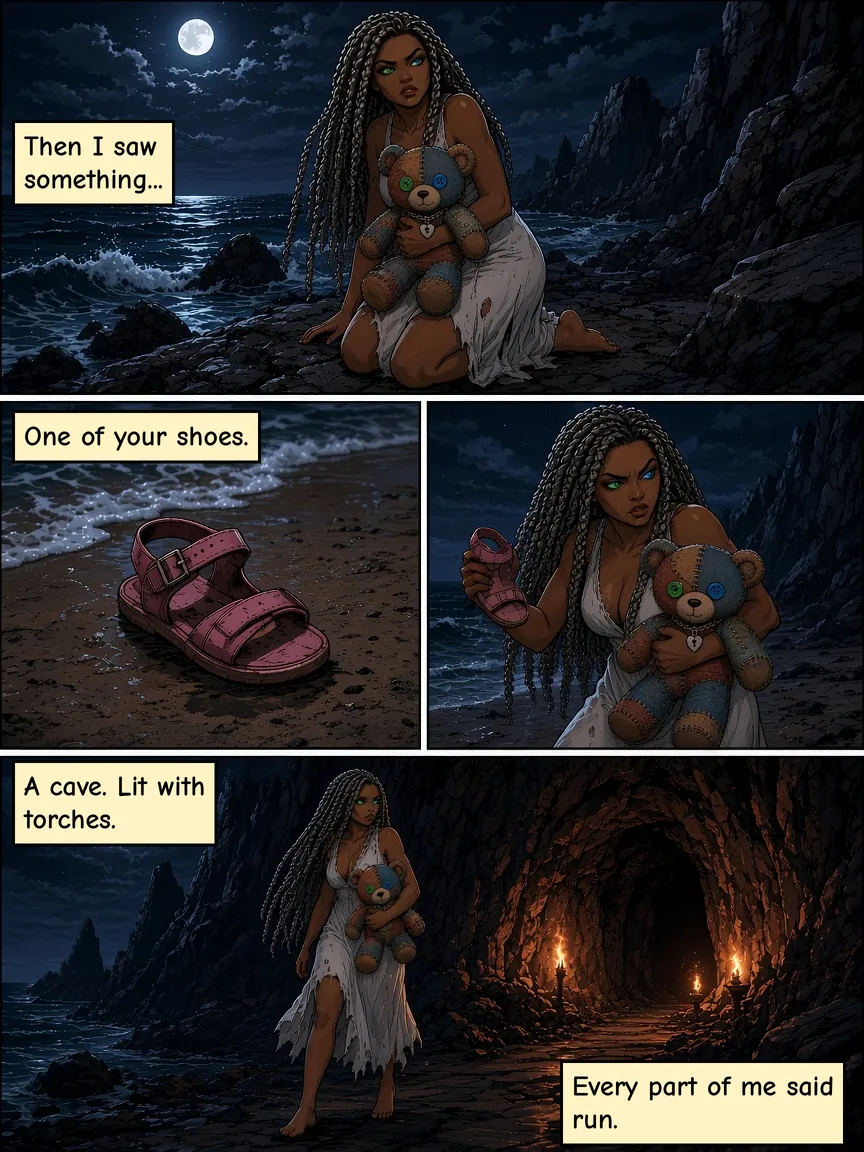 Then I saw
something...
One of your shoes.
A cave. Lit with
torches.
Every part of me said
run.